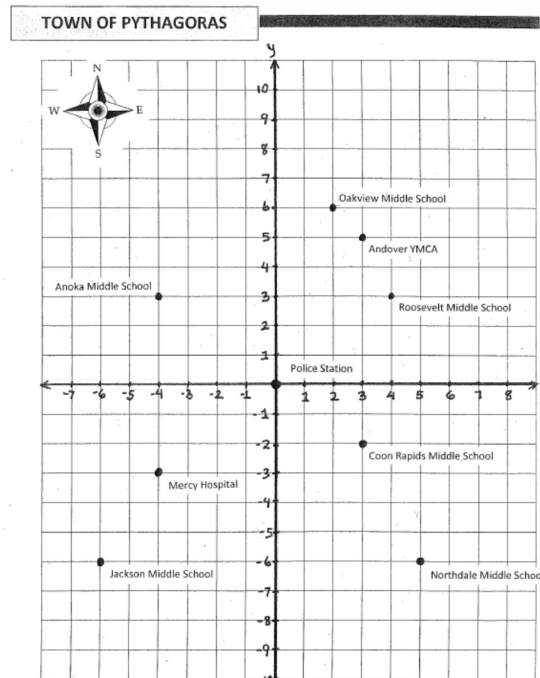 TOWN OF PYTHAGORAS
y
N
W E
S
10
9
8
7
Oakview Middle School
6
5
Andover YMCA
4
Anoka Middle School
3
Roosevelt Middle School
2
1
Police Station
-7 -6 -5 -4 -3 -2 -1 1 2 3 4 5 6 7 8
-1
-2
Coon Rapids Middle School
-3
Mercy Hospital
-4
-5
-6
Jackson Middle School
Northdale Middle Schoo
-7
-8
-9